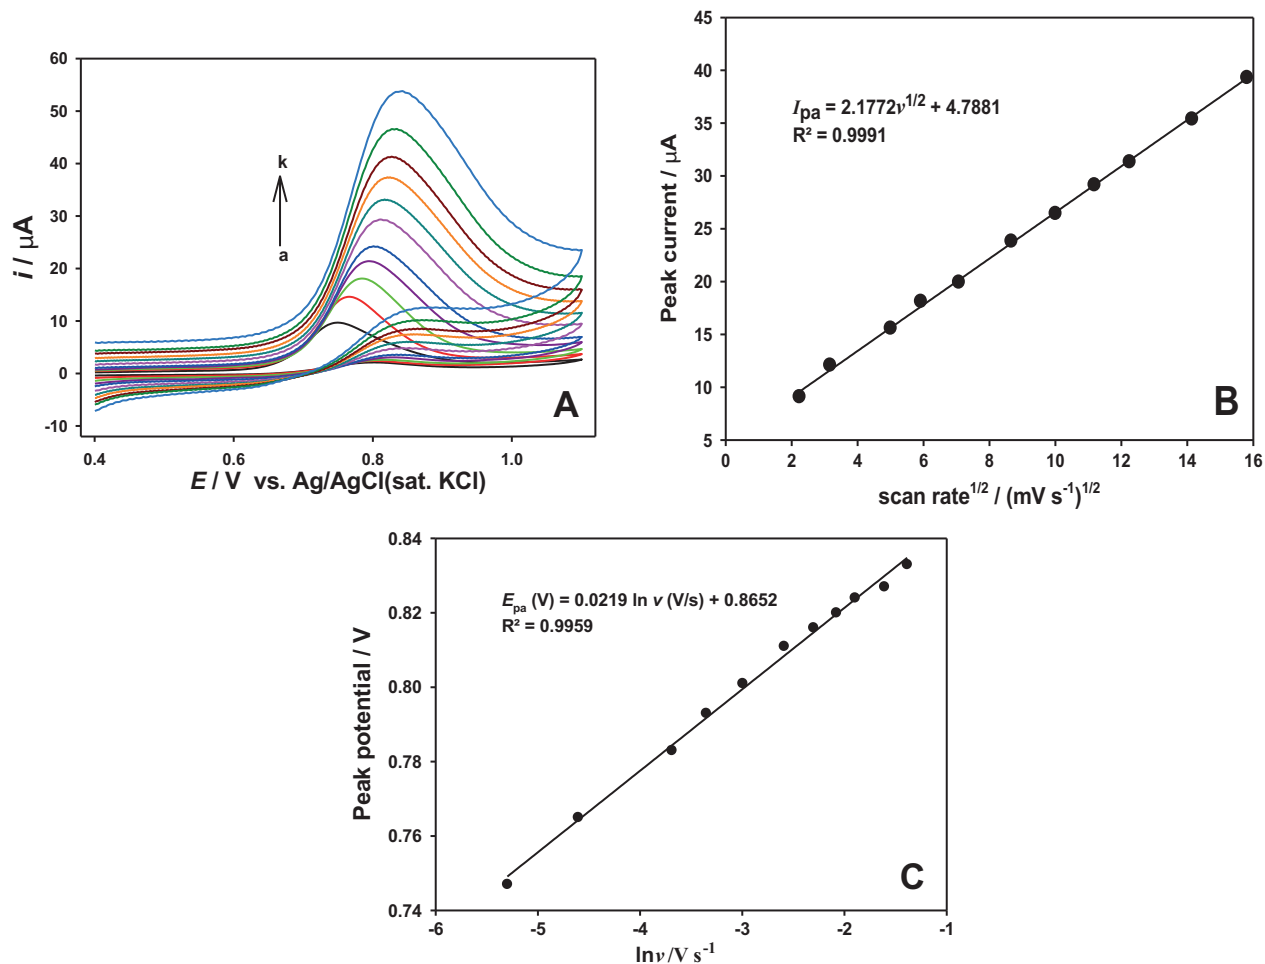 60
50
40
30
20
10
0
-10
i / μA
k
a
A
0.4
0.6
0.8
1.0
E / V vs. Ag/AgCl(sat. KCl)
45
40
35
30
25
20
15
10
5
Peak current / μA
Ipa = 2.1772ν1/2 + 4.7881
R² = 0.9991
B
0
2
4
6
8
10
12
14
16
scan rate1/2 / (mV s-1)1/2
0.84
0.82
0.80
0.78
0.76
0.74
Peak potential / V
Epa (V) = 0.0219 ln ν (V/s) + 0.8652
R² = 0.9959
C
-6
-5
-4
-3
-2
-1
lnν /V s-1